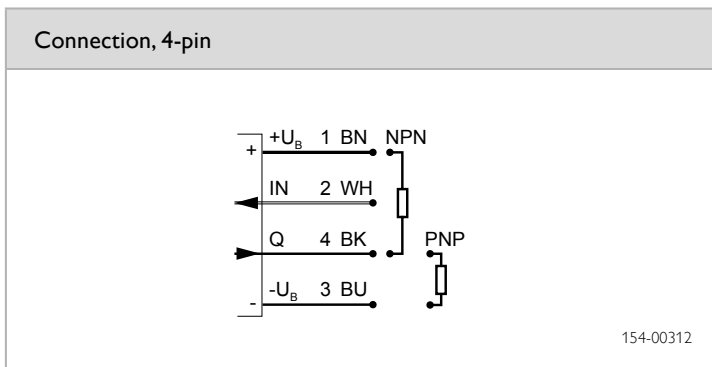 Connection, 4-pin
+U_B 1 BN NPN
+
IN 2 WH
Q 4 BK PNP
-U_B 3 BU
-
154-00312